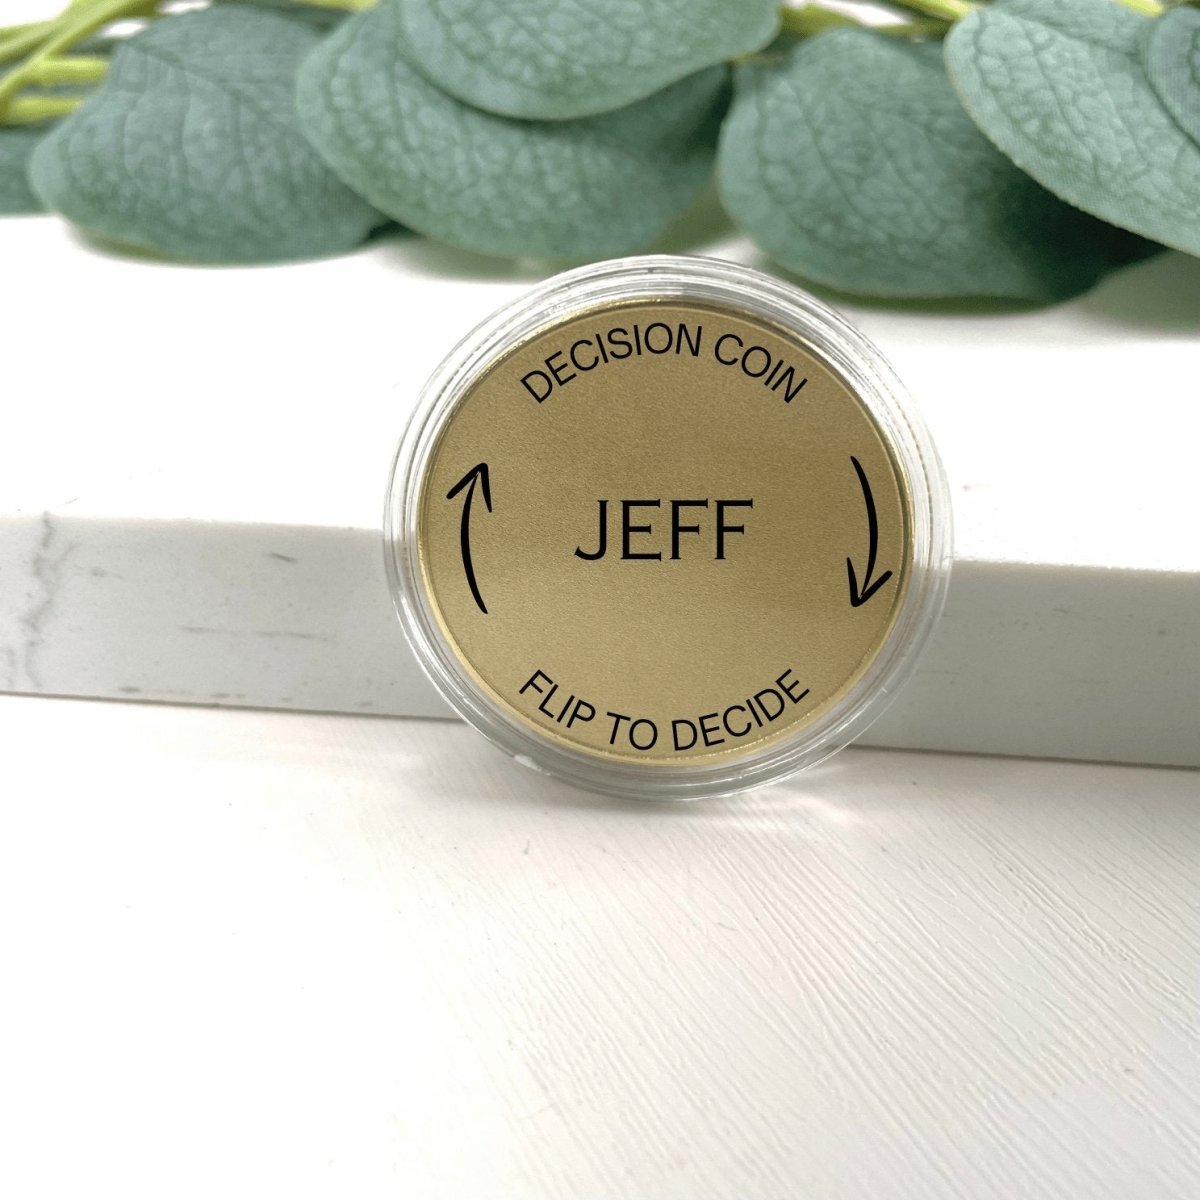 DECISION COIN
JEFF
FLIP TO DECIDE